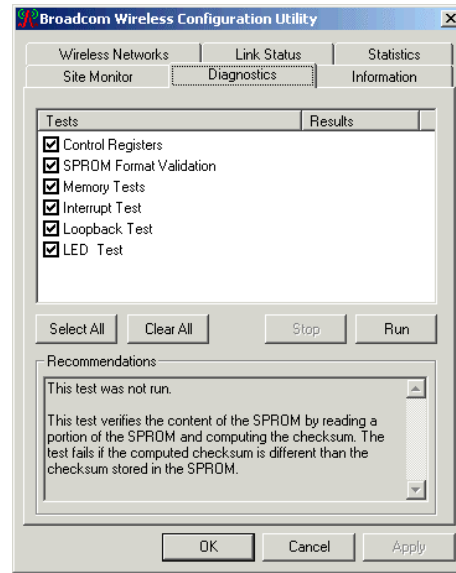 Broadcom Wireless Configuration Utility
Wireless Networks Link Status Statistics
Site Monitor Diagnostics Information
Tests Results
Control Registers
SPROM Format Validation
Memory Tests
Interrupt Test
Loopback Test
LED Test
Select All Clear All Stop Run
Recommendations
This test was not run.
This test verifies the content of the SPROM by reading a
portion of the SPROM and computing the checksum. The
test fails if the computed checksum is different than the
checksum stored in the SPROM.
OK Cancel Apply